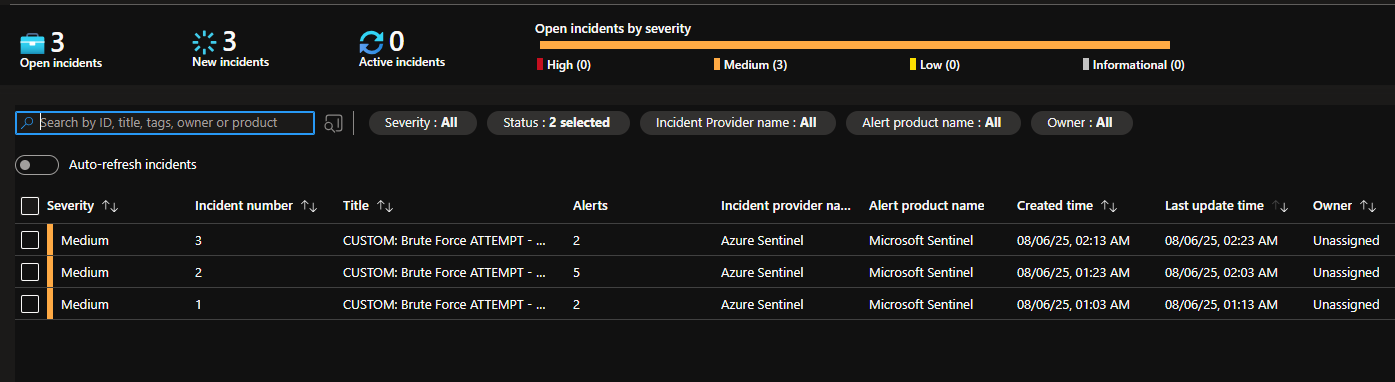 3 Open incidents
3 New incidents
0 Active incidents
Open incidents by severity
High (0) Medium (3) Low (0) Informational (0)
Search by ID, title, tags, owner or product Severity : All Status : 2 selected Incident Provider name : All Alert product name : All Owner : All
Auto-refresh incidents
Severity Incident number Title Alerts Incident provider na... Alert product name Created time Last update time Owner
Medium 3 CUSTOM: Brute Force ATTEMPT - ... 2 Azure Sentinel Microsoft Sentinel 08/06/25, 02:13 AM 08/06/25, 02:23 AM Unassigned
Medium 2 CUSTOM: Brute Force ATTEMPT - ... 5 Azure Sentinel Microsoft Sentinel 08/06/25, 01:23 AM 08/06/25, 02:03 AM Unassigned
Medium 1 CUSTOM: Brute Force ATTEMPT - ... 2 Azure Sentinel Microsoft Sentinel 08/06/25, 01:03 AM 08/06/25, 01:13 AM Unassigned